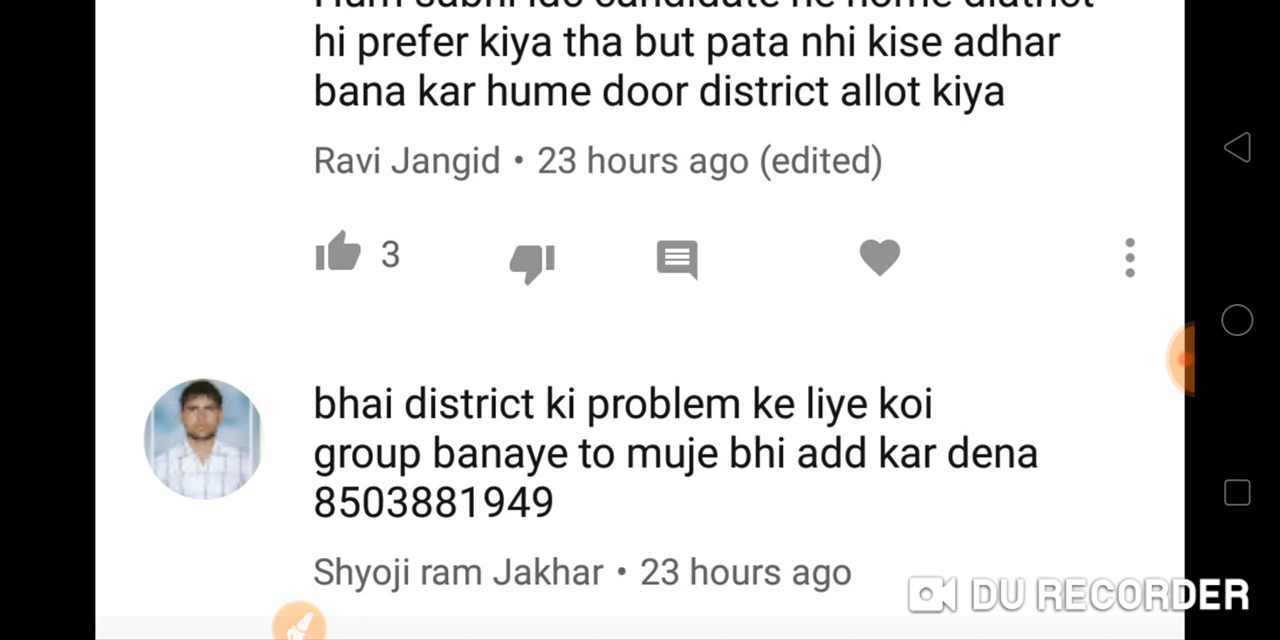 hi prefer kiya tha but pata nhi kise adhar
bana kar hume door district allot kiya
Ravi Jangid • 23 hours ago (edited)
3
bhai district ki problem ke liye koi
group banaye to muje bhi add kar dena
8503881949
Shyoji ram Jakhar • 23 hours ago
DU RECORDER